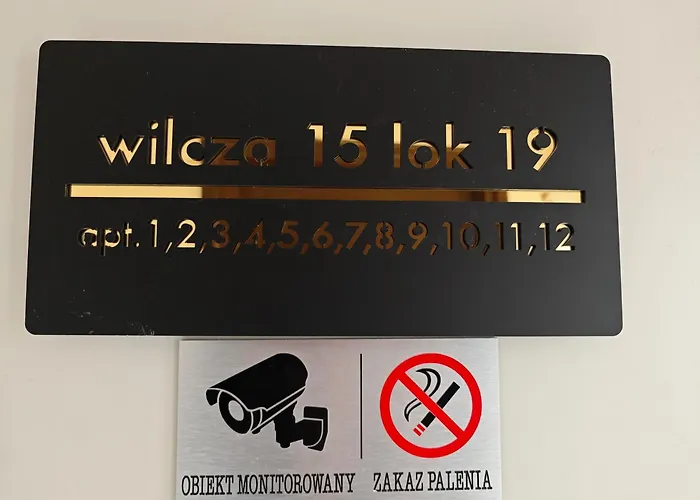 wilcza 15 lok 19
apt.1,2,3,4,5,6,7,8,9,10,11,12
OBIEKT MONITOROWANY ZAKAZ PALENIA